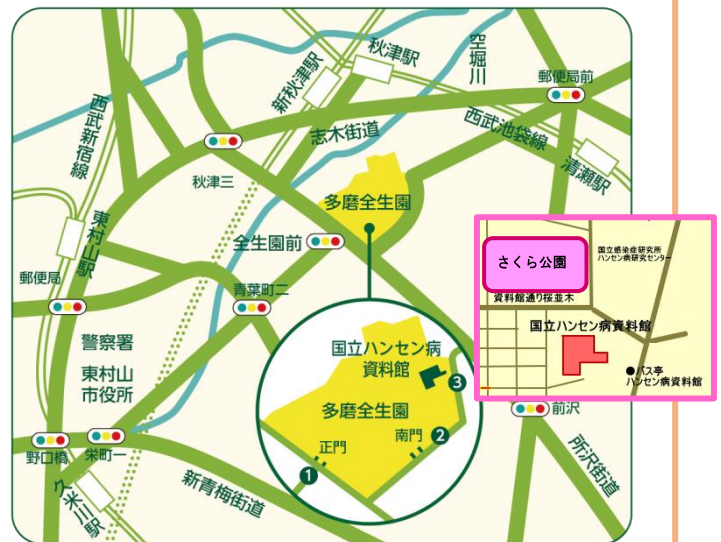 秋津駅
空堀川
新秋津駅
郵便局前
西武新宿線
志木街道
西武池袋線
清瀬駅
秋津三
多磨全生園
東村山駅
全生園前
郵便局
青葉町二
警察署
東村山
市役所
野口橋
栄町一
久米川駅
新青梅街道
前沢
所沢街道
国立ハンセン病
資料館
多磨全生園
3
正門
南門
2
1
さくら公園
国立感染症研究所
ハンセン病研究センター
資料館通り桜並木
国立ハンセン病資料館
●バス亭
ハンセン病資料館